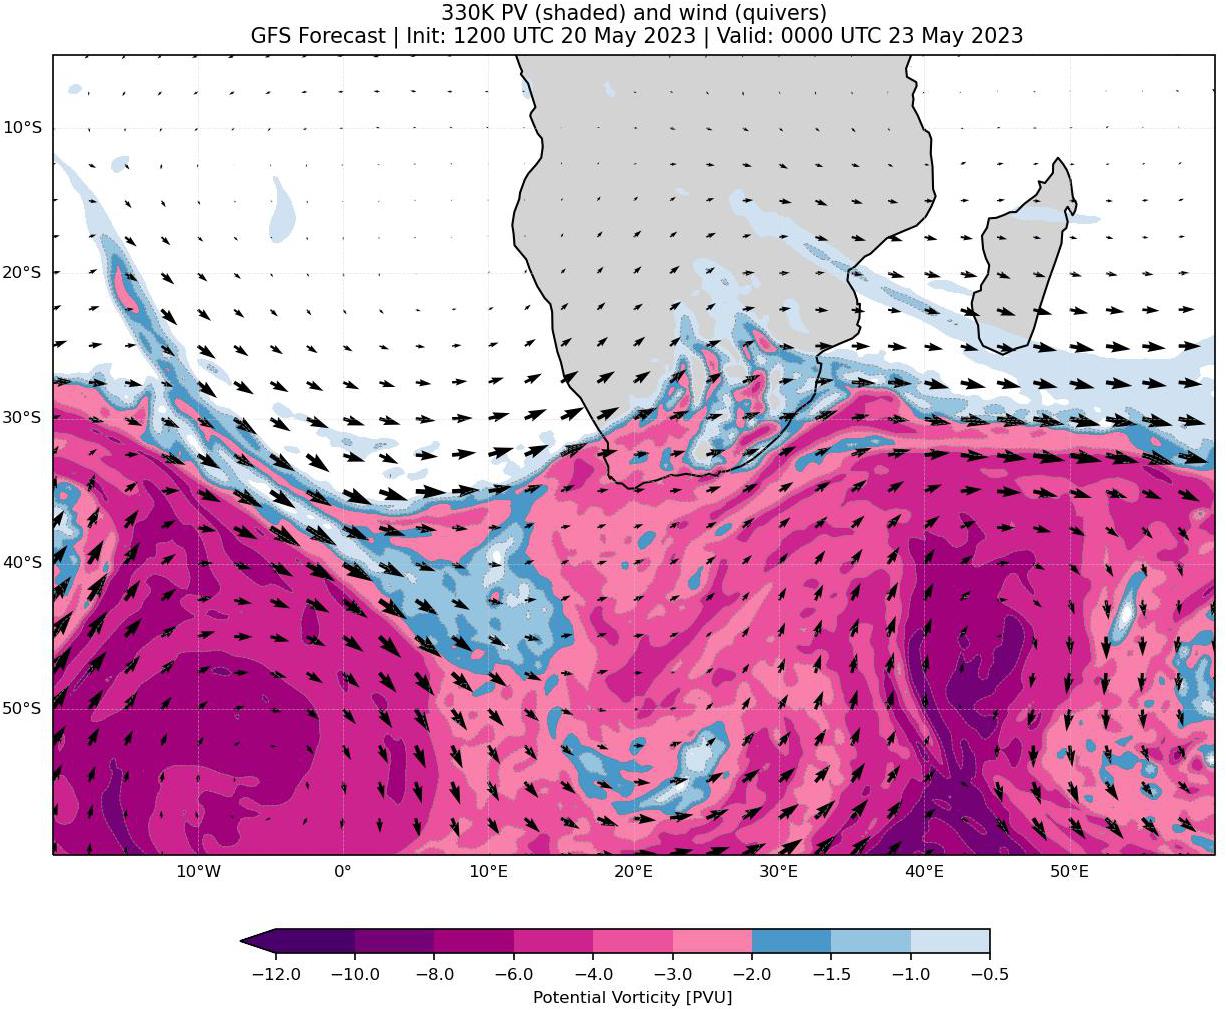 330K PV (shaded) and wind (quivers)
GFS Forecast | Init: 1200 UTC 20 May 2023 | Valid: 0000 UTC 23 May 2023
10°S
20°S
30°S
40°S
50°S
10°W 0° 10°E 20°E 30°E 40°E 50°E
−12.0 −10.0 −8.0 −6.0 −4.0 −3.0 −2.0 −1.5 −1.0 −0.5
Potential Vorticity [PVU]